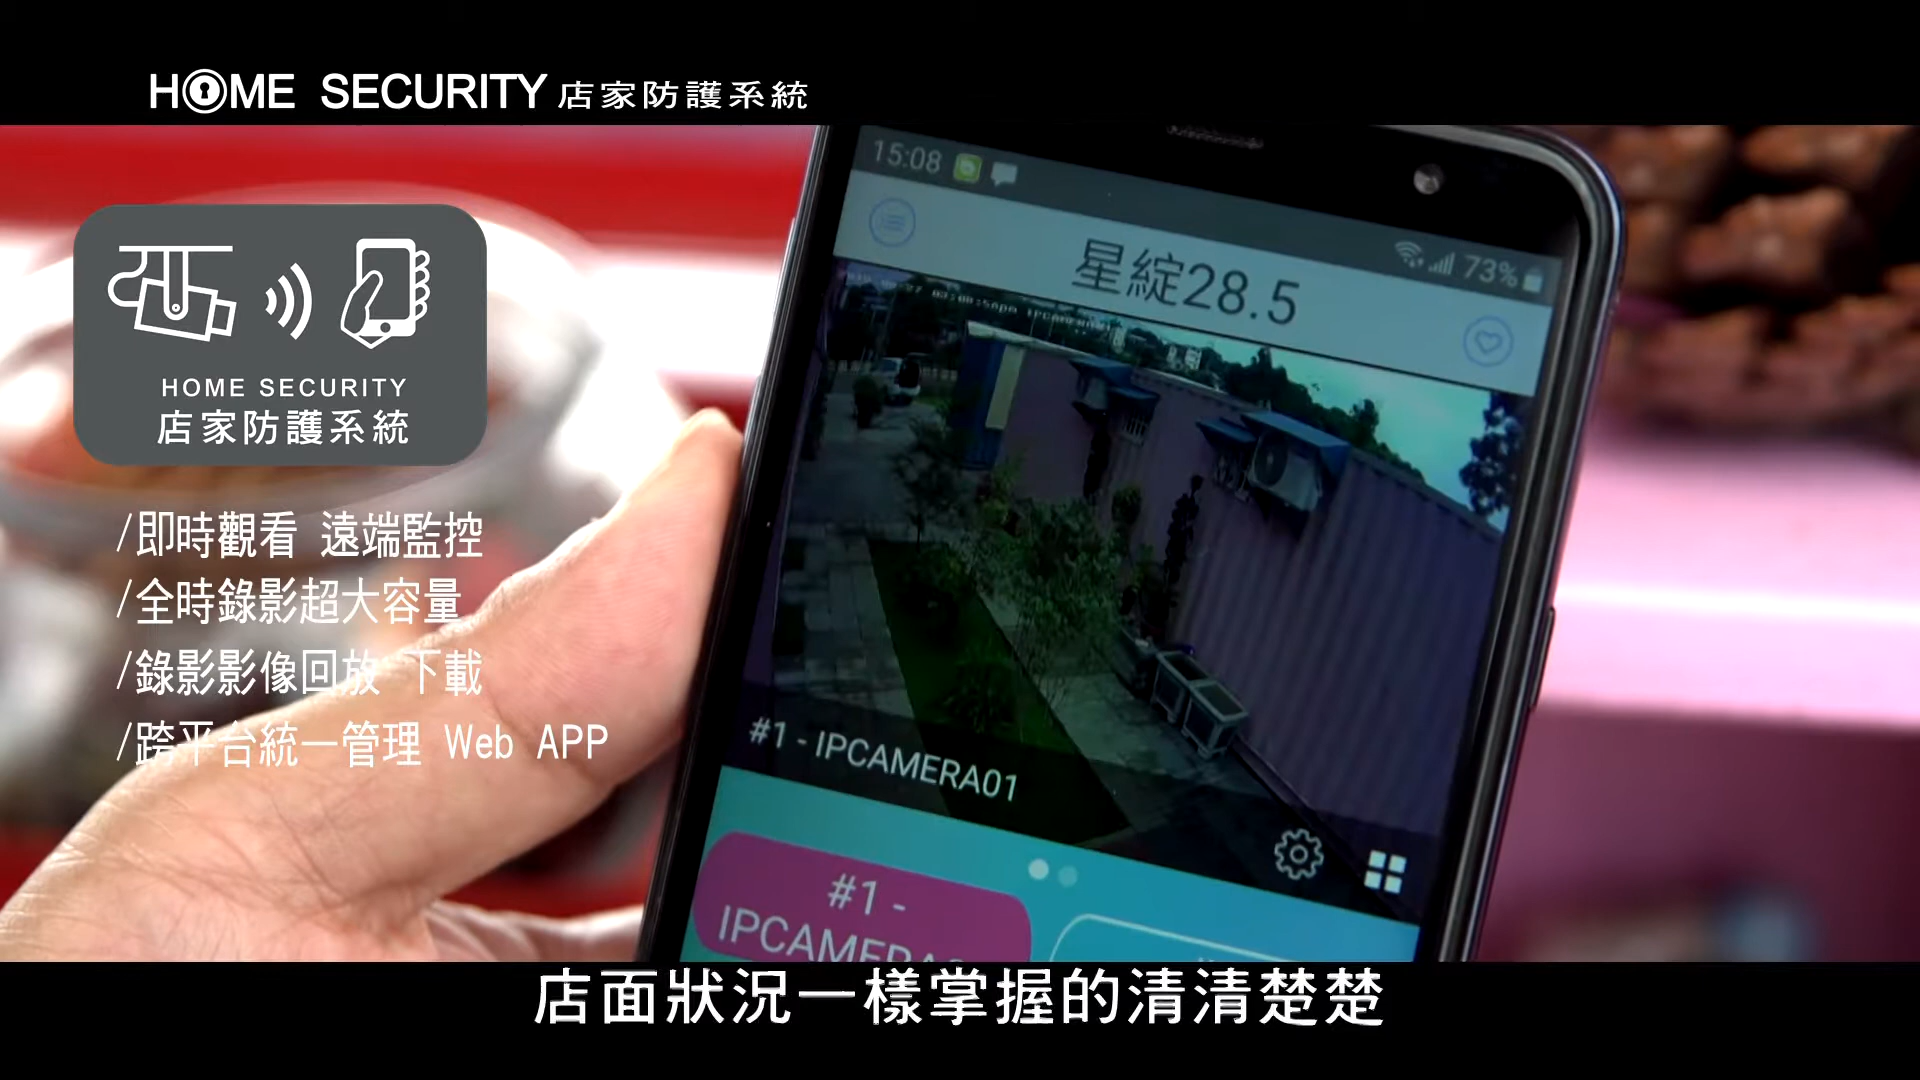 HOME SECURITY 店家防護系統
15:08
73%
星綻28.5
HOME SECURITY
店家防護系統
/即時觀看 遠端監控
/全時錄影超大容量
/錄影影像回放 下載
/跨平台統一管理 Web APP
#1 - IPCAMERA01
#1 -
店面狀況一樣掌握的清清楚楚